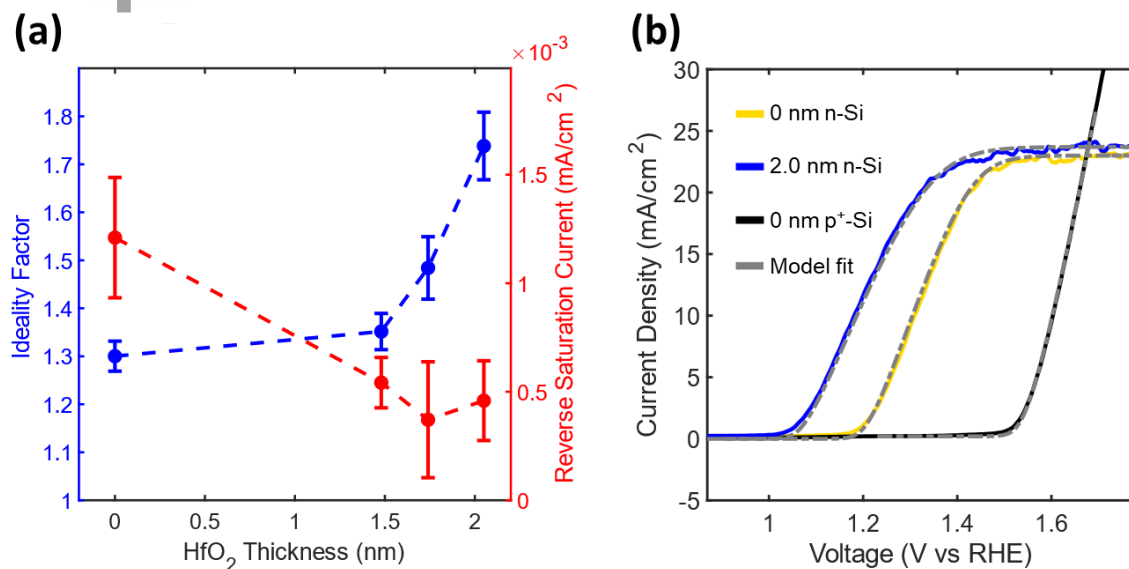 (a)
×10⁻³
Ideality Factor
1.8
1.7
1.6
1.5
1.4
1.3
1.2
1.1
1
0
0.5
1
1.5
2
HfO₂ Thickness (nm)
1.5
1
0.5
0
Reverse Saturation Current (mA/cm²)
(b)
Current Density (mA/cm²)
30
25
20
15
10
5
0
-5
0 nm n-Si
2.0 nm n-Si
0 nm p⁺-Si
Model fit
1
1.2
1.4
1.6
Voltage (V vs RHE)